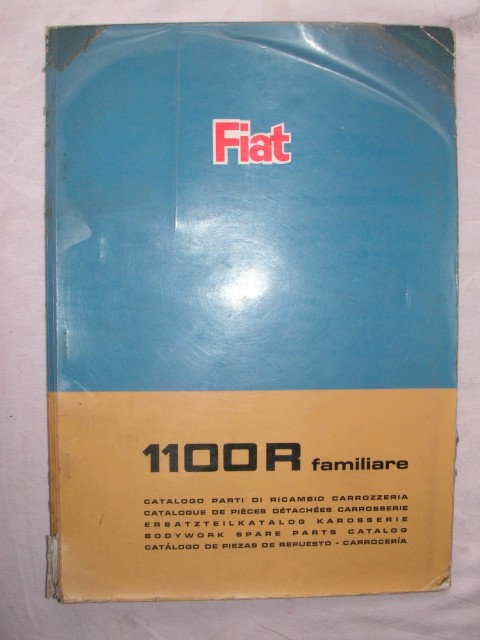 Fiat
1100R familiare
CATALOGO PARTI DI RICAMBIO CARROZZERIA
CATALOGUE DE PIÈCES DÉTACHÉES CARROSSERIE
ERSATZTEILKATALOG KAROSSERIE
BODYWORK SPARE PARTS CATALOG
CATÁLOGO DE PIEZAS DE REPUESTO - CARROCERÍA